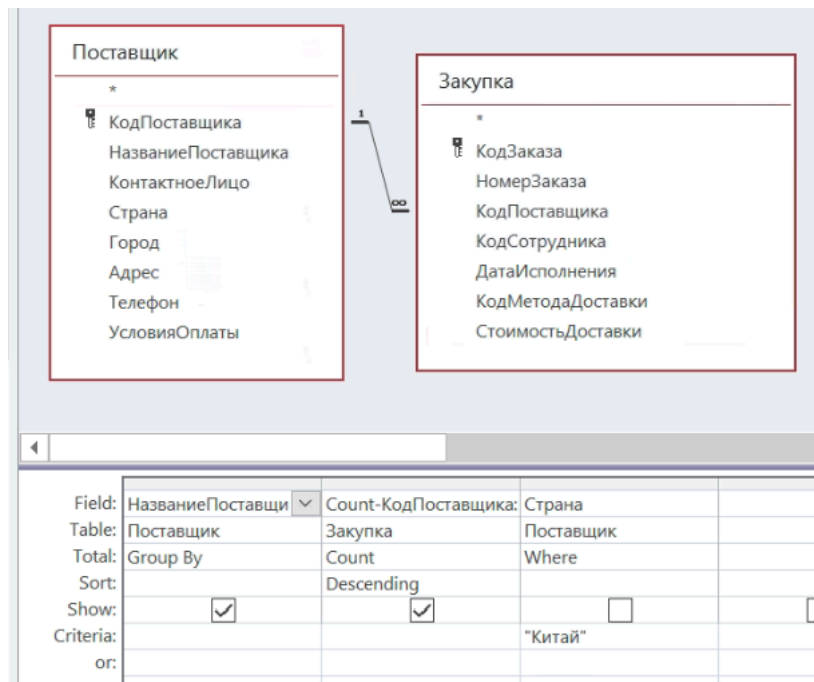 Поставщик
*
КодПоставщика
НазваниеПоставщика
КонтактноеЛицо
Страна
Город
Адрес
Телефон
УсловияОплаты
1
∞
Закупка
*
КодЗаказа
НомерЗаказа
КодПоставщика
КодСотрудника
ДатаИсполнения
КодМетодаДоставки
СтоимостьДоставки
Field: НазваниеПоставщи Count-КодПоставщика: Страна
Table: Поставщик Закупка Поставщик
Total: Group By Count Where
Sort: Descending
Show:
Criteria: "Китай"
or: